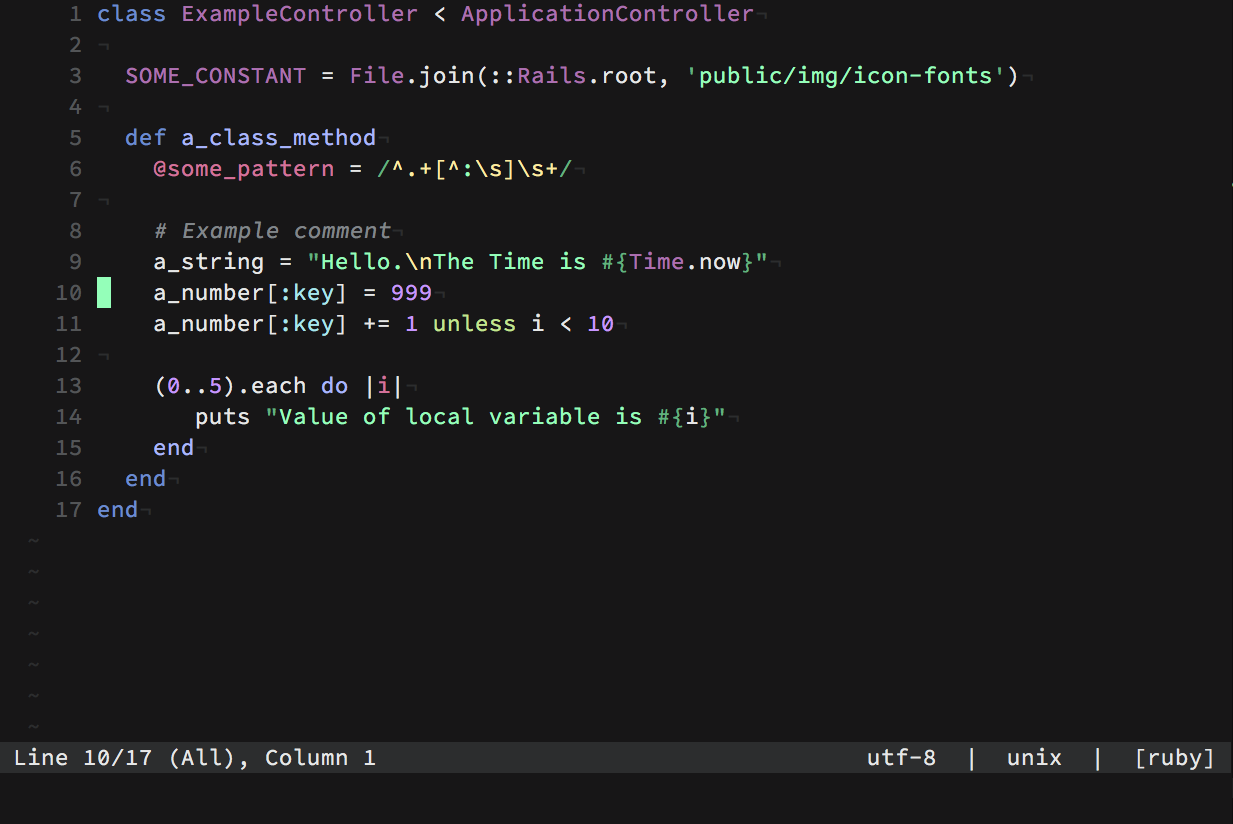 1 class ExampleController < ApplicationController¬
2 ¬
3   SOME_CONSTANT = File.join(::Rails.root, 'public/img/icon-fonts')¬
4 ¬
5   def a_class_method¬
6     @some_pattern = /^.+[^:\s]\s+/¬
7 ¬
8     # Example comment¬
9     a_string = "Hello.\nThe Time is #{Time.now}"¬
10     a_number[:key] = 999¬
11     a_number[:key] += 1 unless i < 10¬
12 ¬
13     (0..5).each do |i|¬
14        puts "Value of local variable is #{i}"¬
15     end¬
16   end¬
17 end¬
~
~
~
~
~
~
~
Line 10/17 (All), Column 1 utf-8 | unix | [ruby]